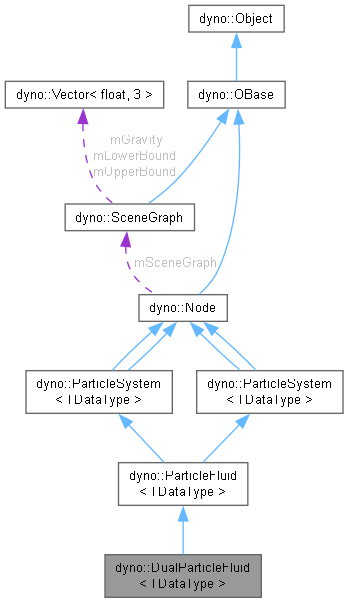 dyno::Object
dyno::Vector< float, 3 >
dyno::OBase
mGravity
mLowerBound
mUpperBound
dyno::SceneGraph
mSceneGraph
dyno::Node
dyno::ParticleSystem
< TDataType >
dyno::ParticleSystem
< TDataType >
dyno::ParticleFluid
< TDataType >
dyno::DualParticleFluid
< TDataType >